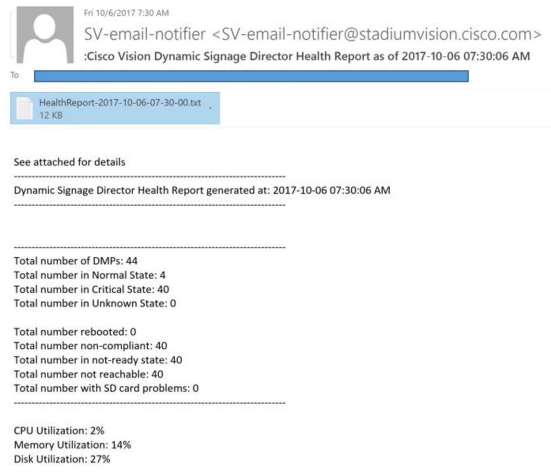 Fri 10/6/2017 7:30 AM
SV-email-notifier <SV-email-notifier@stadiumvision.cisco.com>
:Cisco Vision Dynamic Signage Director Health Report as of 2017-10-06 07:30:06 AM
To
HealthReport-2017-10-06-07-30-00.txt
12 KB
See attached for details
--------------------------------------------------------------------------------
Dynamic Signage Director Health Report generated at: 2017-10-06 07:30:06 AM
--------------------------------------------------------------------------------
--------------------------------------------------------------------------------
Total number of DMPs: 44
Total number in Normal State: 4
Total number in Critical State: 40
Total number in Unknown State: 0
Total number rebooted: 0
Total number non-compliant: 40
Total number in not-ready state: 40
Total number not reachable: 40
Total number with SD card problems: 0
--------------------------------------------------------------------------------
CPU Utilization: 2%
Memory Utilization: 14%
Disk Utilization: 27%